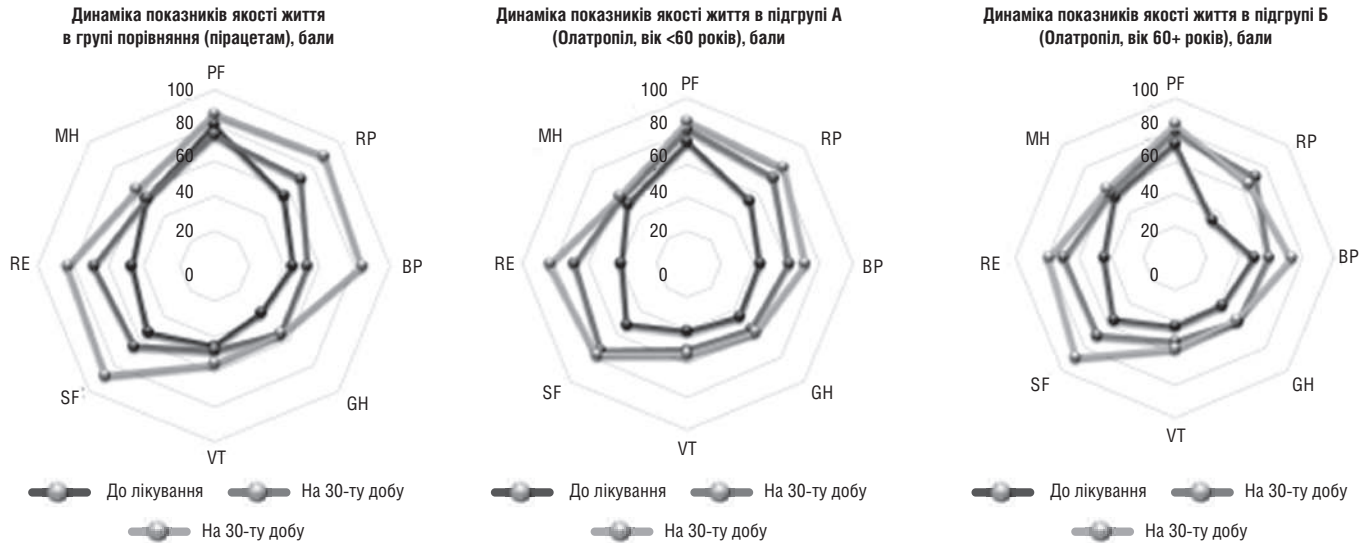 Динаміка показників якості життя
в групі порівняння (пірацетам), бали
PF
100
80
60
40
20
0
MH
RP
RE
BP
SF
GH
VT
До лікування
На 30-ту добу
На 30-ту добу
Динаміка показників якості життя в підгрупі А
(Олатропіл, вік <60 років), бали
PF
100
80
60
40
20
0
MH
RP
RE
BP
SF
GH
VT
До лікування
На 30-ту добу
На 30-ту добу
Динаміка показників якості життя в підгрупі Б
(Олатропіл, вік 60+ років), бали
PF
100
80
60
40
20
0
MH
RP
RE
BP
SF
GH
VT
До лікування
На 30-ту добу
На 30-ту добу